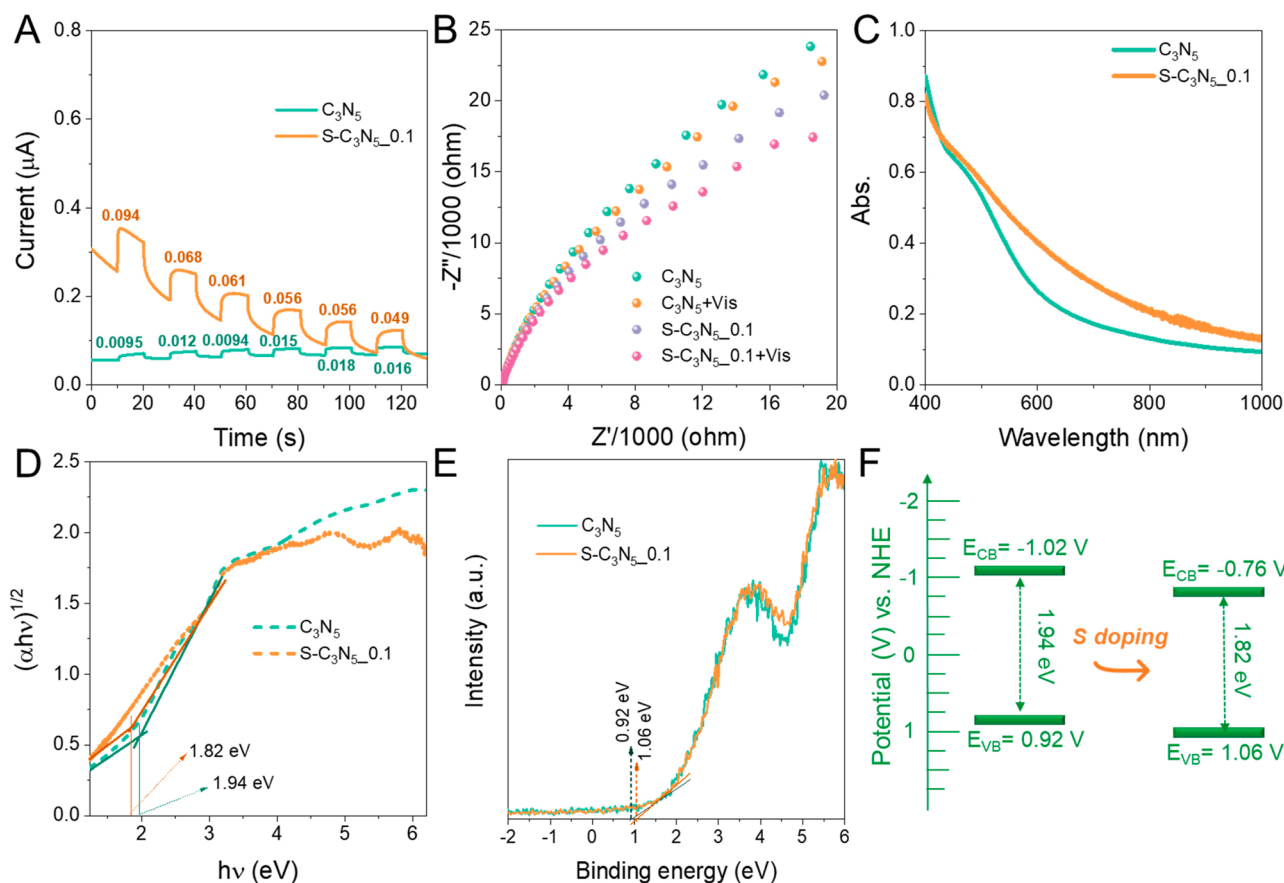 A
Current (μA)
0.8
0.6
0.4
0.2
0.0
C₃N₅
S-C₃N₅_0.1
0.094
0.068
0.061
0.056
0.056
0.049
0.0095
0.012
0.0094
0.015
0.018
0.016
0 20 40 60 80 100 120
Time (s)
B
-Z''/1000 (ohm)
25
20
15
10
5
0
C₃N₅
C₃N₅+Vis
S-C₃N₅_0.1
S-C₃N₅_0.1+Vis
0 4 8 12 16 20
Z'/1000 (ohm)
C
Abs.
1.0
0.8
0.6
0.4
0.2
0.0
C₃N₅
S-C₃N₅_0.1
400 600 800 1000
Wavelength (nm)
D
(αhν)^1/2
2.5
2.0
1.5
1.0
0.5
0.0
C₃N₅
S-C₃N₅_0.1
1.82 eV
1.94 eV
2 3 4 5 6
hν (eV)
E
Intensity (a.u.)
C₃N₅
S-C₃N₅_0.1
0.92 eV
1.06 eV
-2 -1 0 1 2 3 4 5 6
Binding energy (eV)
F
Potential (V) vs. NHE
-2
-1
0
1
E_CB= -1.02 V
1.94 eV
E_VB= 0.92 V
S doping
E_CB= -0.76 V
1.82 eV
E_VB= 1.06 V